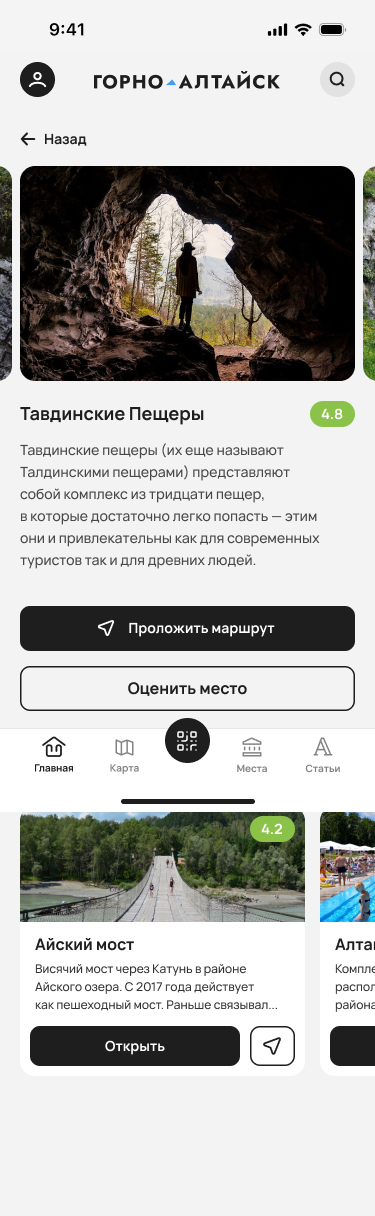 9:41
ГОРНО АЛТАЙСК
Назад
Тавдинские Пещеры
4.8
Тавдинские пещеры (их еще называют
Талдинскими пещерами) представляют
собой комплекс из тридцати пещер,
в которые достаточно легко попасть — этим
они и привлекательны как для современных
туристов так и для древних людей.
Проложить маршрут
Оценить место
Главная
Карта
Места
Статьи
4.2
Айский мост
Висячий мост через Катунь в районе
Айского озера. С 2017 года действует
как пешеходный мост. Раньше связывал...
Открыть
Алта
Компле
распол
района